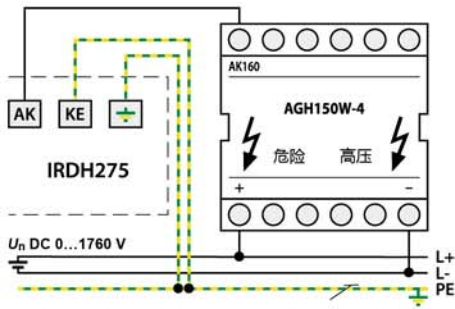 AK160
AGH150W-4
AK
KE
危险
高压
IRDH275
+
−
Un DC 0...1760 V
L+
L-
PE